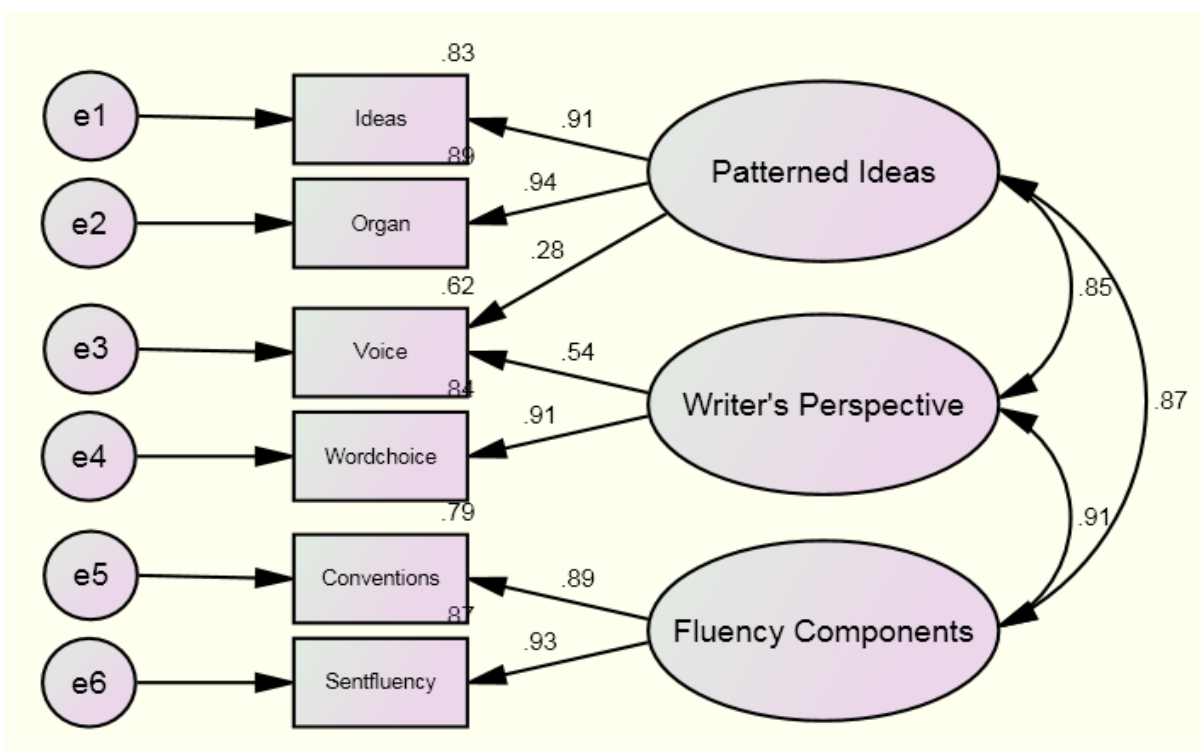 .83
e1
Ideas
.91
Patterned Ideas
.89
e2
Organ
.94
.28
.62
e3
Voice
.54
.85
Writer's Perspective
.84
e4
Wordchoice
.91
.87
.79
e5
Conventions
.89
.91
.87
e6
Sentfluency
.93
Fluency Components